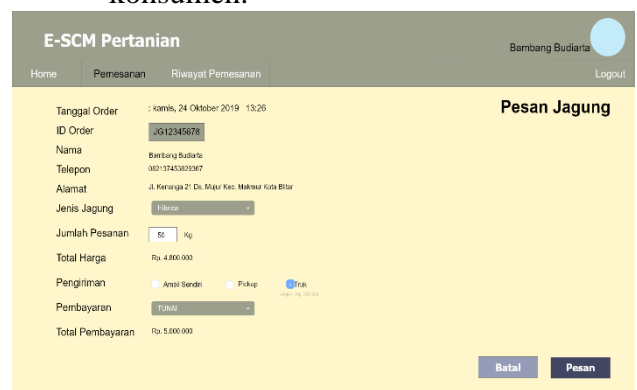 konsumen.
E-SCM Pertanian
Bambang Budiarta
Home Pemesanan Riwayat Pemesanan Logout
Pesan Jagung
Tanggal Order : kamis, 24 Oktober 2019 13:26
ID Order JG12345678
Nama Bambang Budiarta
Telepon 082137453829367
Alamat Jl. Kenanga 21 Ds. Mujur Kec. Makmur Kota Blitar
Jenis Jagung Hibrida
Jumlah Pesanan 50 Kg
Total Harga Rp. 4.800.000
Pengiriman Ambil Sendiri Pickup Truk
Pembayaran TUNAI
Total Pembayaran Rp. 5.000.000
Batal Pesan